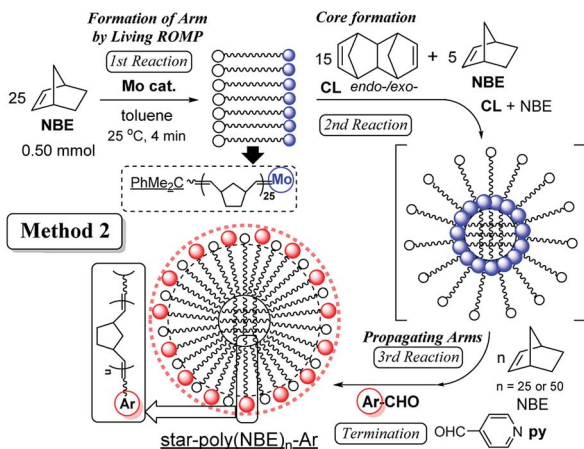 Formation of Arm
by Living ROMP
1st Reaction
25
NBE
0.50 mmol
Mo cat.
toluene
25 °C, 4 min
PhMe2C
25
Mo
Core formation
15
CL endo-/exo-
+ 5
NBE
CL + NBE
2nd Reaction
Method 2
n
Ar
Propagating Arms
3rd Reaction
n
n = 25 or 50
NBE
Ar-CHO
Termination
OHC
N
py
star-poly(NBE)n-Ar